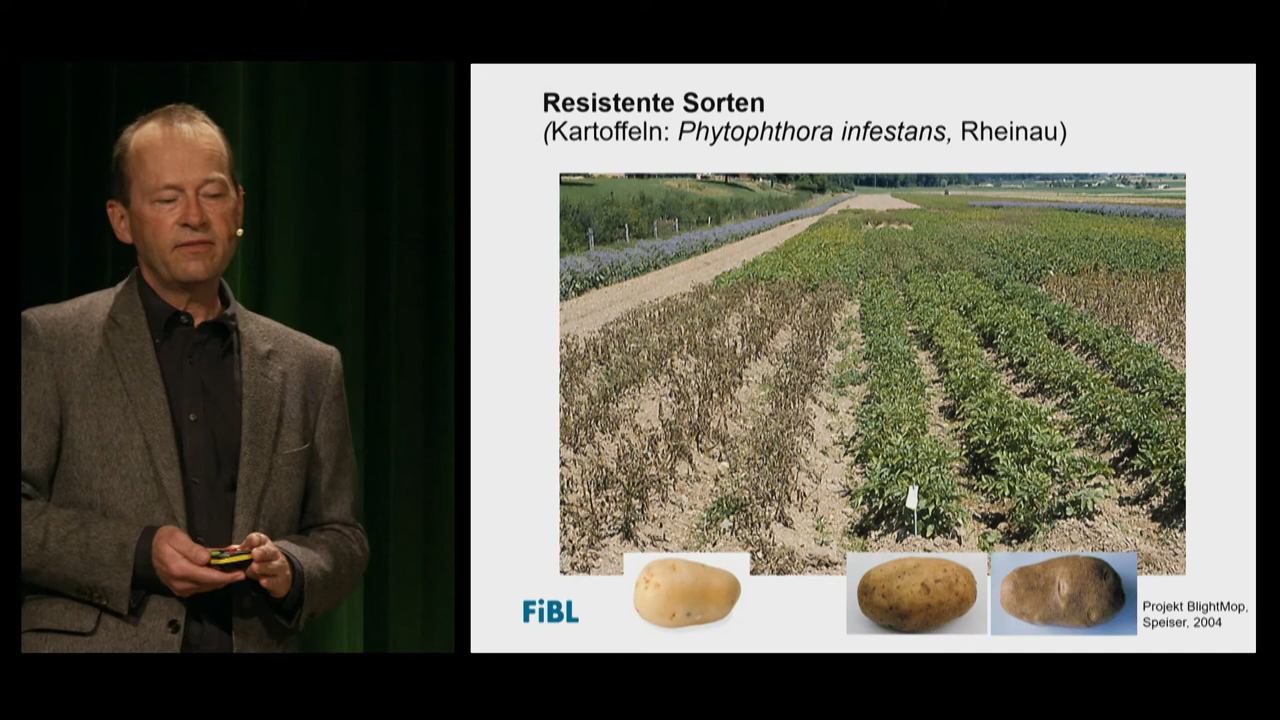 Resistente Sorten
(Kartoffeln: Phytophthora infestans, Rheinau)
FiBL
Projekt BlightMop,
Speiser, 2004